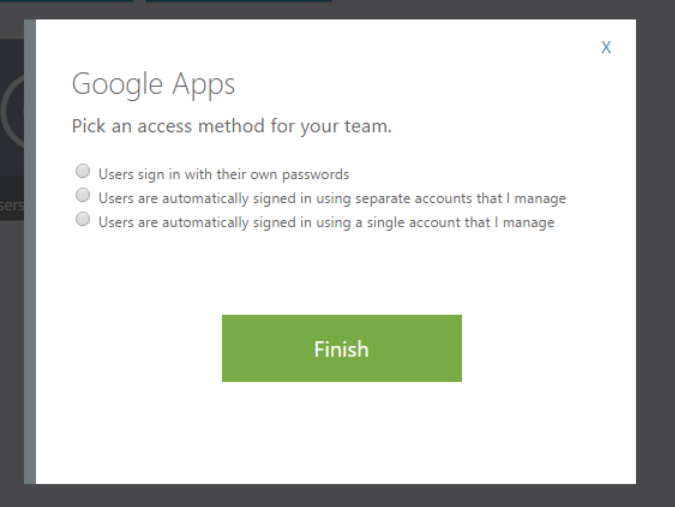 X
Google Apps
Pick an access method for your team.
Users sign in with their own passwords
Users are automatically signed in using separate accounts that I manage
sers
Users are automatically signed in using a single account that I manage
Finish